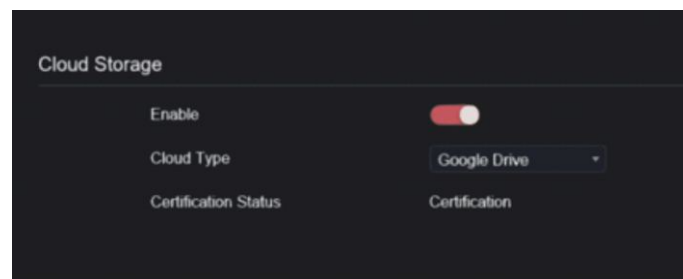 Cloud Storage
Enable
Cloud Type Google Drive
Certification Status Certification